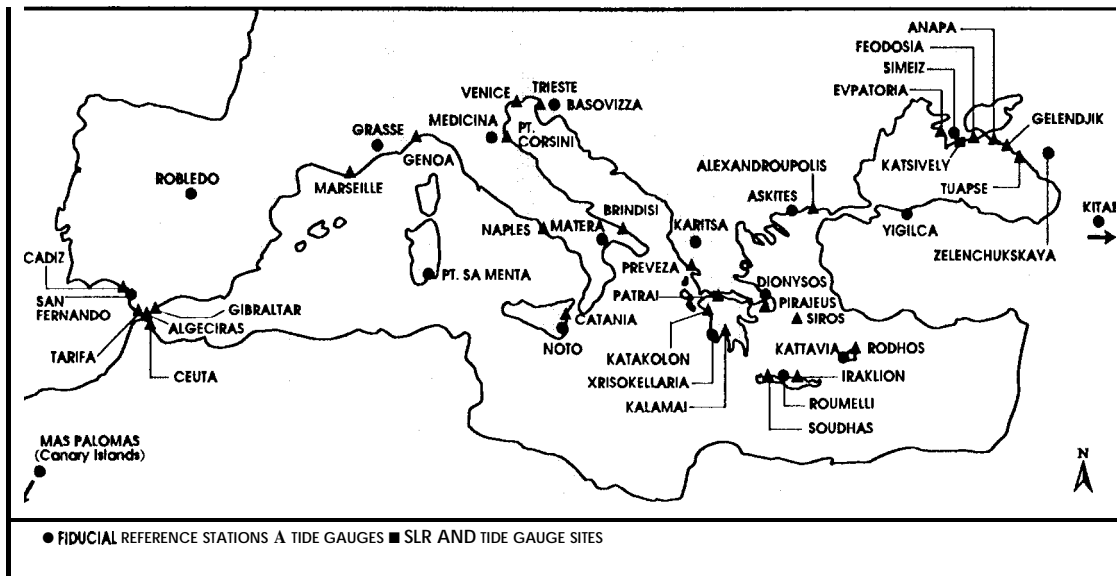 ANAPA
FEODOSIA
SIMEIZ
EVPATORIA
VENICE
TRIESTE
BASOVIZZA
MEDICINA
PT.
CORSINI
GRASSE
GENOA
MARSEILLE
ROBLEDO
GELENDJIK
KATSIVELY
TUAPSE
ALEXANDROUPOLIS
ASKITES
KITAB
YIGILCA
ZELENCHUKSKAYA
BRINDISI
NAPLES
MATERA
KARITSA
PREVEZA
PT. SA MENTA
CADIZ
SAN
FERNANDO
GIBRALTAR
ALGECIRAS
TARIFA
CEUTA
DIONYSOS
PATRAI
PIRAIEUS
SIROS
CATANIA
NOTO
KATAKOLON
KATTAVIA
RODHOS
XRISOKELLARIA
IRAKLION
KALAMAI
ROUMELLI
SOUDHAS
MAS PALOMAS
(Canary Islands)
N
● FIDUCIAL REFERENCE STATIONS Λ TIDE GAUGES ■ SLR AND TIDE GAUGE SITES